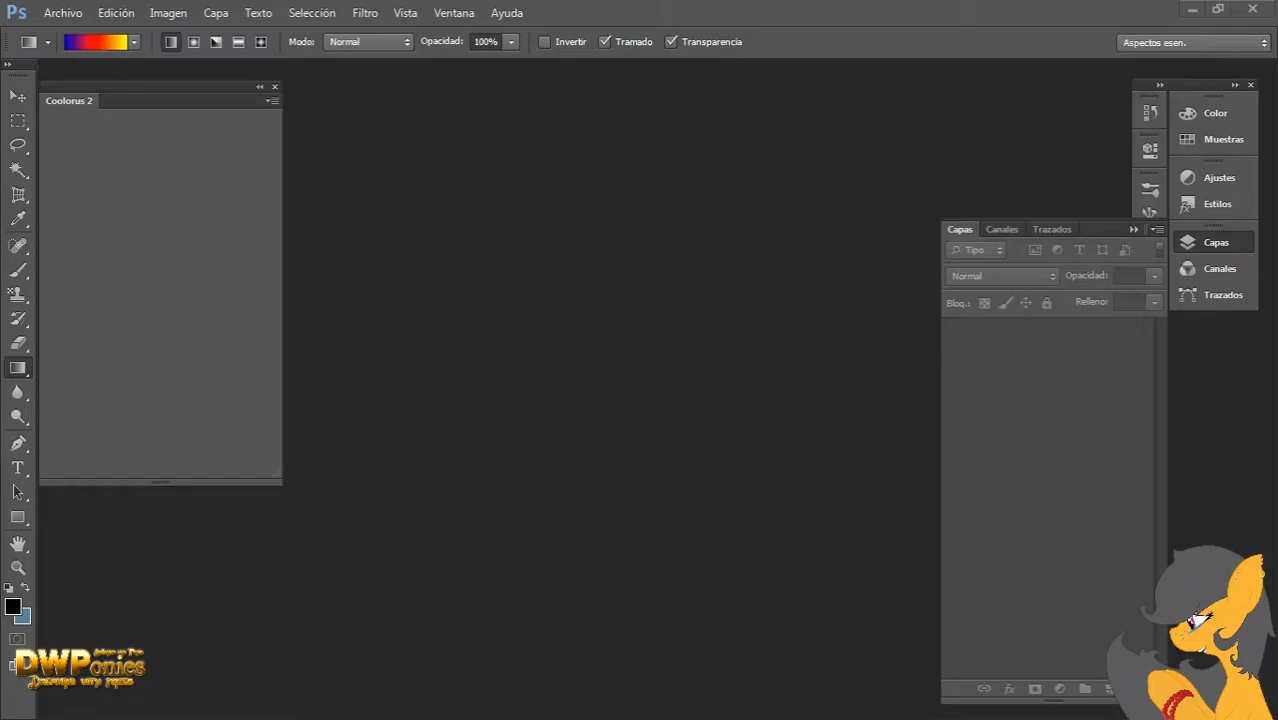 Ps Archivo Edición Imagen Capa Texto Selección Filtro Vista Ventana Ayuda
Modo: Normal Opacidad: 100% Invertir Tramado Transparencia Aspectos esen.
Coolorus 2
Color
Muestras
Ajustes
Estilos
Capas
Canales
Trazados
Capas Canales Trazados
Tipo
Normal Opacidad:
Bloq.: Relleno:
DWPonies